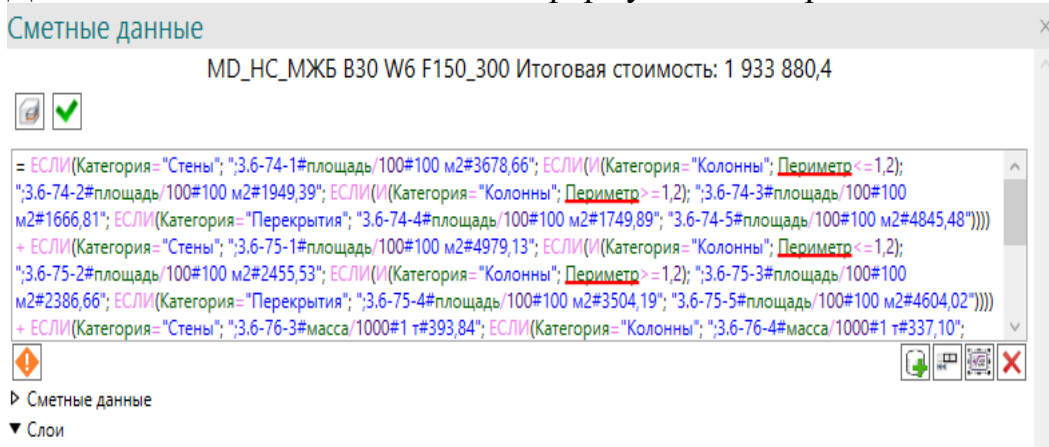 Сметные данные
MD_НС_МЖБ В30 W6 F150_300 Итоговая стоимость: 1 933 880,4
= ЕСЛИ(Категория="Стены"; ";3.6-74-1#площадь/100#100 м2#3678,66"; ЕСЛИ(И(Категория="Колонны"; Периметр<=1,2);
";3.6-74-2#площадь/100#100 м2#1949,39"; ЕСЛИ(И(Категория="Колонны"; Периметр>=1,2); ";3.6-74-3#площадь/100#100
м2#1666,81"; ЕСЛИ(Категория="Перекрытия"; "3.6-74-4#площадь/100#100 м2#1749,89"; "3.6-74-5#площадь/100#100 м2#4845,48"))))
+ ЕСЛИ(Категория="Стены"; ";3.6-75-1#площадь/100#100 м2#4979,13"; ЕСЛИ(И(Категория="Колонны"; Периметр<=1,2);
";3.6-75-2#площадь/100#100 м2#2455,53"; ЕСЛИ(И(Категория="Колонны"; Периметр>=1,2); ";3.6-75-3#площадь/100#100
м2#2386,66"; ЕСЛИ(Категория="Перекрытия"; ";3.6-75-4#площадь/100#100 м2#3504,19"; "3.6-75-5#площадь/100#100 м2#4604,02"))))
+ ЕСЛИ(Категория="Стены"; ";3.6-76-3#масса/1000#1 т#393,84"; ЕСЛИ(Категория="Колонны"; ";3.6-76-4#масса/1000#1 т#337,10";
Сметные данные
Слои